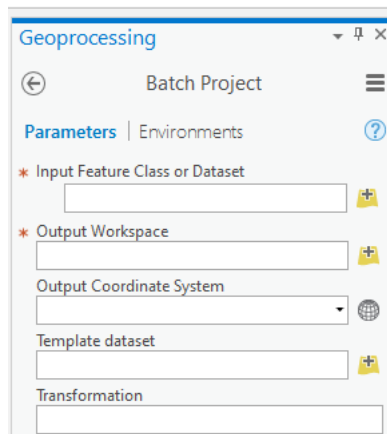 Geoprocessing
Batch Project
Parameters | Environments
* Input Feature Class or Dataset
* Output Workspace
Output Coordinate System
Template dataset
Transformation